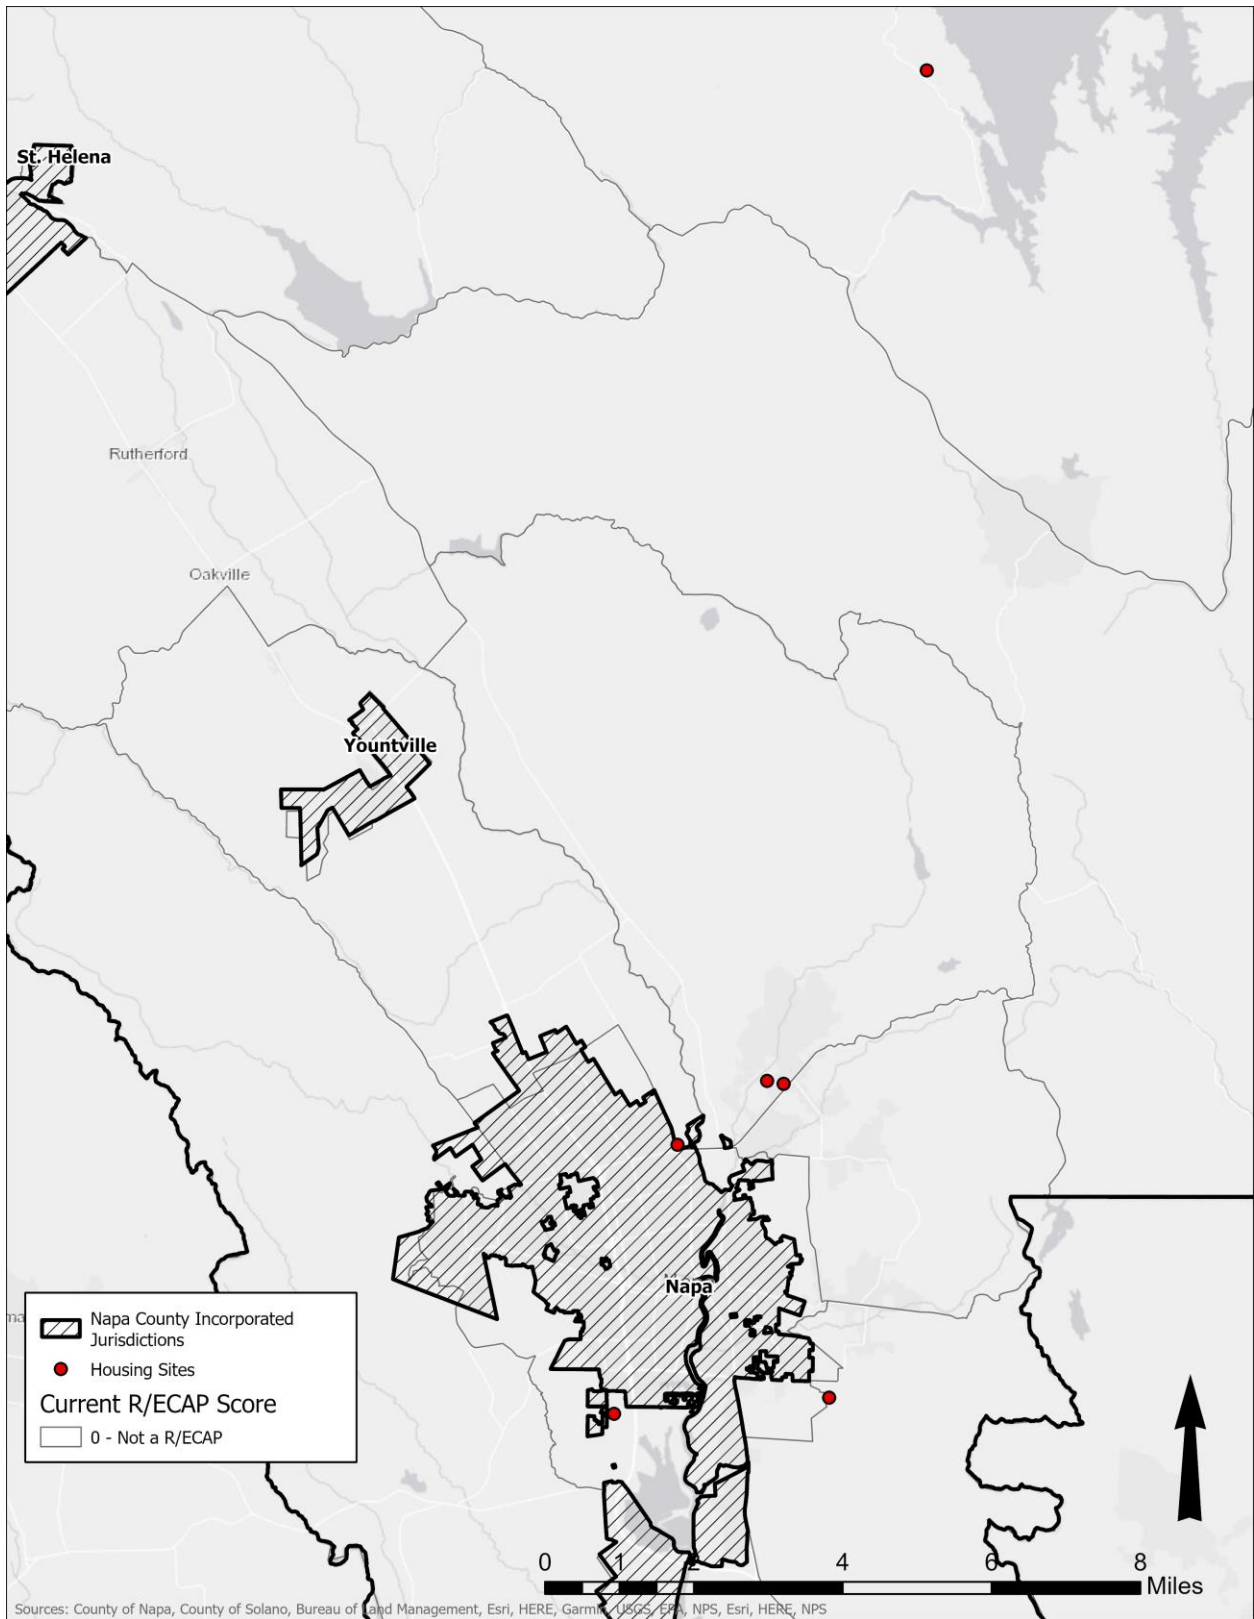 St. Helena
Rutherford
Oakville
Yountville
Napa
ma
Napa County Incorporated
Jurisdictions
Housing Sites
Current R/ECAP Score
0 - Not a R/ECAP
0 1 2 4 6 8
Miles
Sources: County of Napa, County of Solano, Bureau of Land Management, Esri, HERE, Garmin, USGS, EPA, NPS, Esri, HERE, NPS